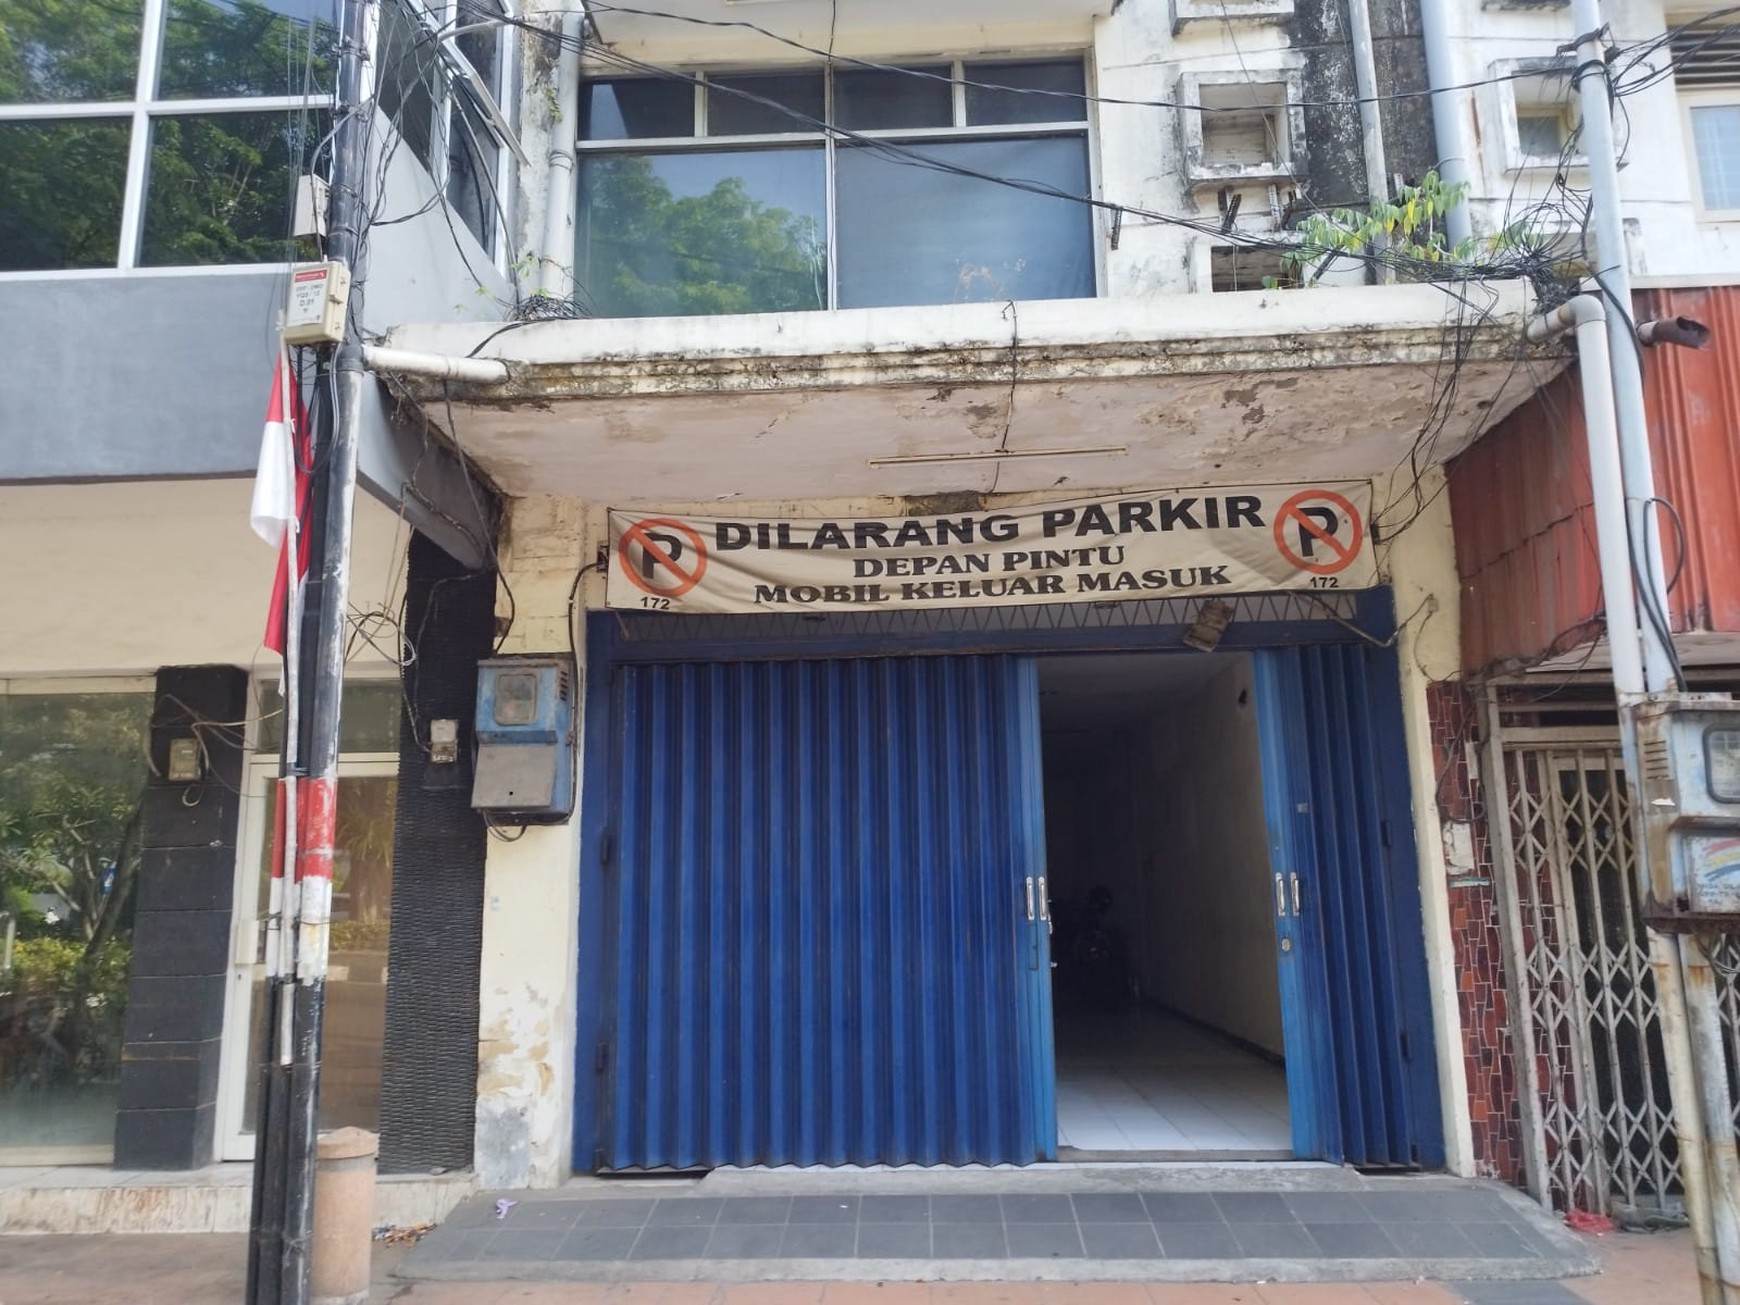 P DILARANG PARKIR P
DEPAN PINTU
MOBIL KELUAR MASUK
172 172